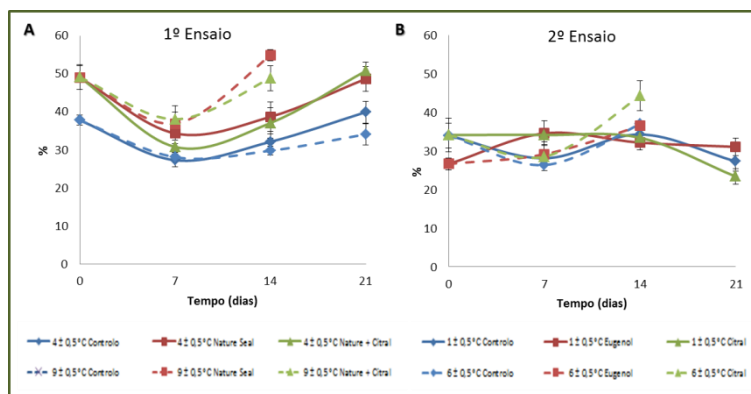 A
1º Ensaio
60
50
40
30
20
10
0
%
0
7
14
21
Tempo (dias)
B
2º Ensaio
60
50
40
30
20
10
0
%
0
7
14
21
Tempo (dias)
4 ± 0,5°C Controlo
4 ± 0,5°C Nature Seal
4 ± 0,5°C Nature + Citral
1 ± 0,5°C Controlo
1 ± 0,5°C Eugenol
1 ± 0,5°C Citral
9 ± 0,5°C Controlo
9 ± 0,5°C Nature Seal
9 ± 0,5°C Nature + Citral
6 ± 0,5°C Controlo
6 ± 0,5°C Eugenol
6 ± 0,5°C Citral